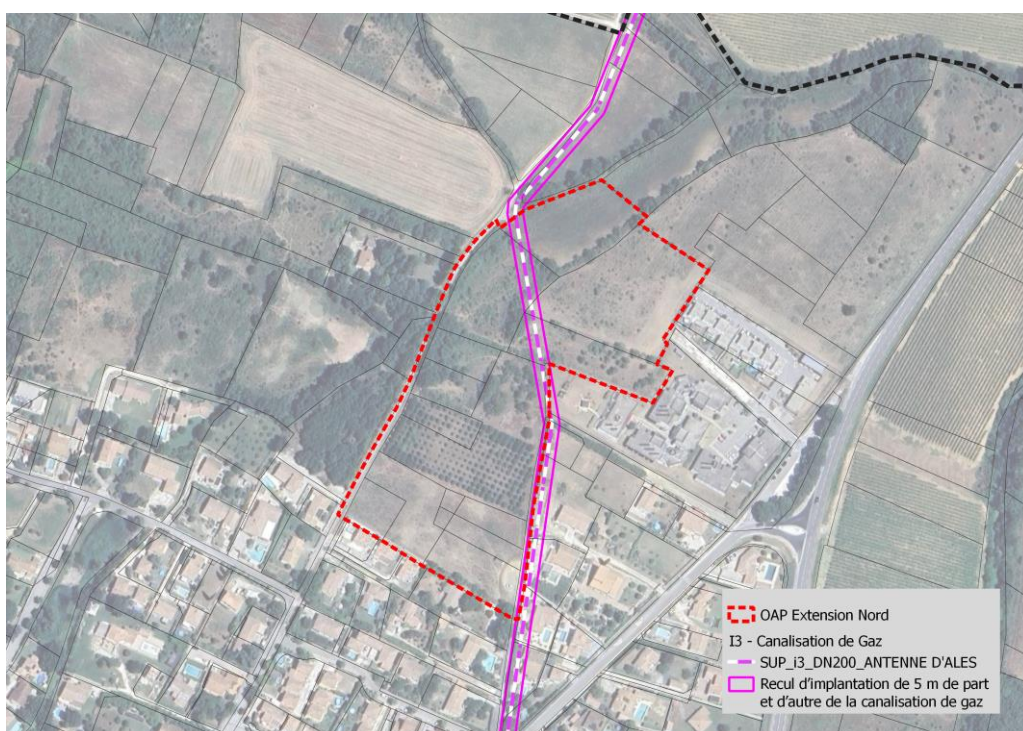 OAP Extension Nord
I3 - Canalisation de Gaz
SUP_i3_DN200_ANTENNE D'ALES
Recul d'implantation de 5 m de part
et d'autre de la canalisation de gaz